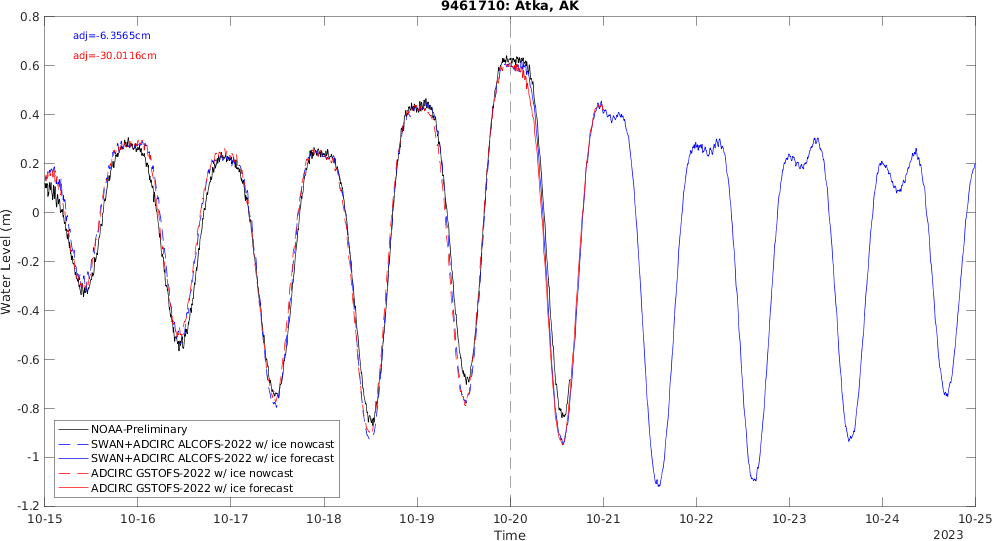 9461710: Atka, AK
adj=-6.3565cm
adj=-30.0116cm
Water Level (m)
0.8
0.6
0.4
0.2
0
-0.2
-0.4
-0.6
-0.8
-1
-1.2
NOAA-Preliminary
SWAN+ADCIRC ALCOFS-2022 w/ ice nowcast
SWAN+ADCIRC ALCOFS-2022 w/ ice forecast
ADCIRC GSTOFS-2022 w/ ice nowcast
ADCIRC GSTOFS-2022 w/ ice forecast
10-15 10-16 10-17 10-18 10-19 10-20 10-21 10-22 10-23 10-24 10-25
Time
2023